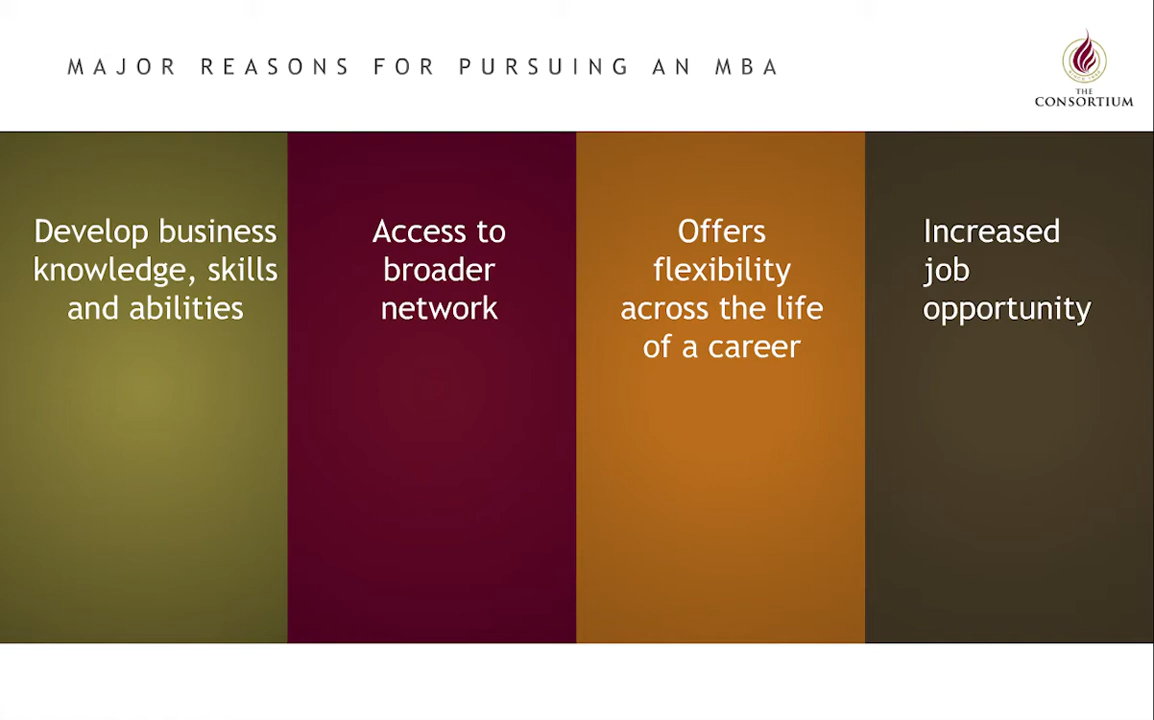 MAJOR REASONS FOR PURSUING AN MBA
THE
CONSORTIUM
Develop business
knowledge, skills
and abilities
Access to
broader
network
Offers
flexibility
across the life
of a career
Increased
job
opportunity